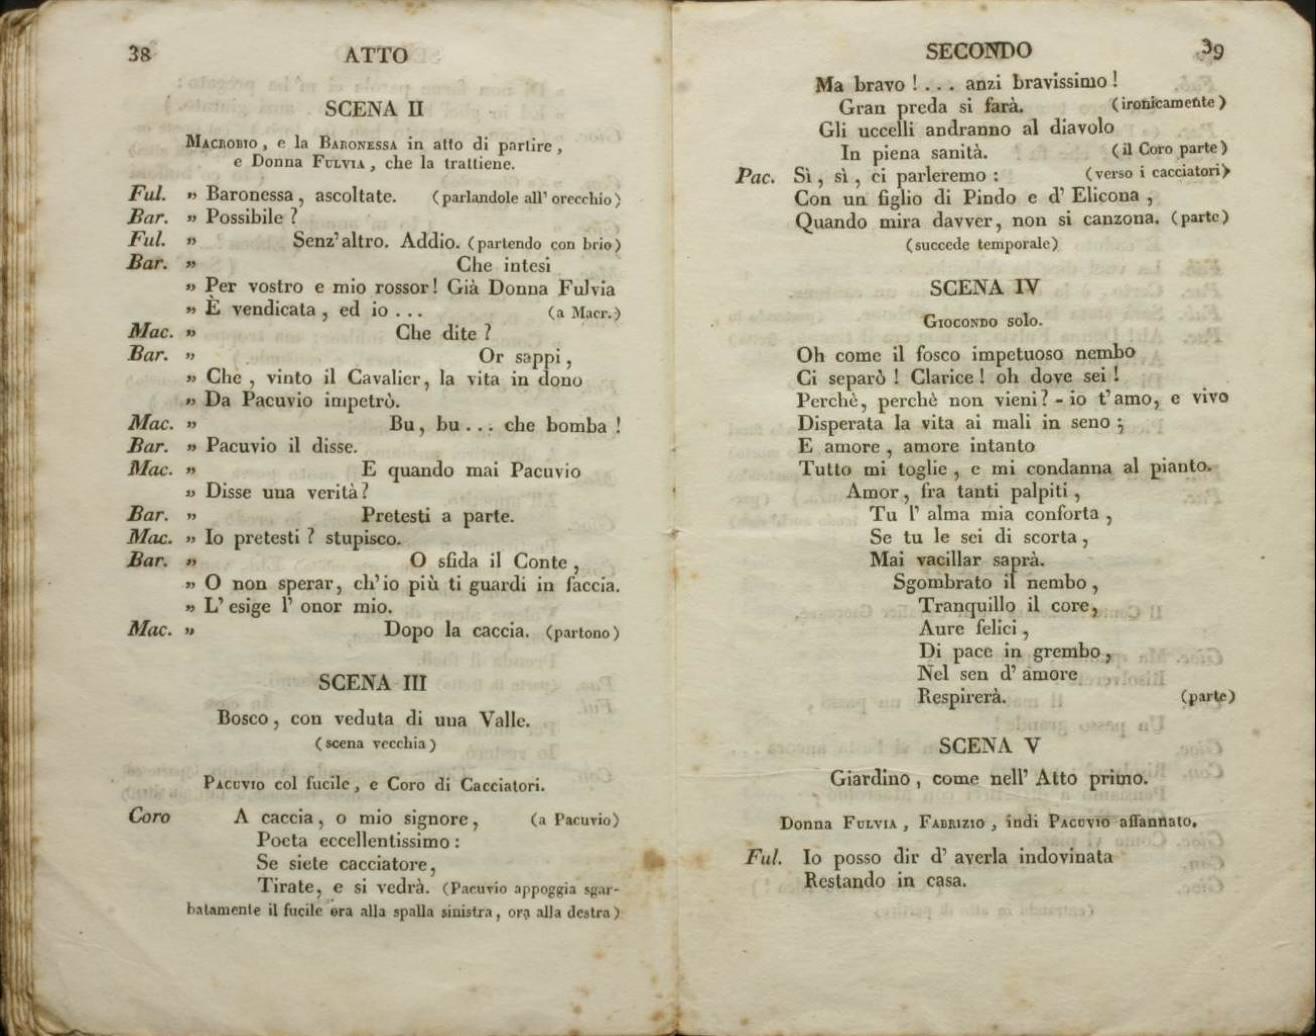 38 ATTO
SCENA II
MACROBIO, e la BARONESSA in atto di partire,
e Donna FULVIA, che la trattiene.
Ful. „ Baronessa, ascoltate. (parlandole all' orecchio)
Bar. „ Possibile?
Ful. „ Senz' altro. Addio. (partendo con brio)
Bar. „ Che intesi
„ Per vostro e mio rossor! Già Donna Fulvia
„ È vendicata, ed io... (a Macr.)
Mac. „ Che dite?
Bar. „ Or sappi,
„ Che, vinto il Cavalier, la vita in dono
„ Da Pacuvio impetrò.
Mac. „ Bu, bu... che bomba!
Bar. „ Pacuvio il disse.
Mac. „ E quando mai Pacuvio
„ Disse una verità?
Bar. „ Pretesti a parte.
Mac. „ Io pretesti? stupisco.
Bar. „ O sfida il Conte,
„ O non sperar, ch' io più ti guardi in faccia.
„ L' esige l' onor mio.
Mac. „ Dopo la caccia. (partono)
SCENA III
Bosco, con veduta di una Valle.
(scena vecchia)
PACUVIO col fucile, e Coro di Cacciatori.
Coro A caccia, o mio signore, (a Pacuvio)
Poeta eccellentissimo:
Se siete cacciatore,
Tirate, e si vedrà. (Pacuvio appoggia sgar-
batamente il fucile ora alla spalla sinistra, ora alla destra)
SECONDO 39
Ma bravo!... anzi bravissimo!
Gran preda si farà. (ironicamente)
Gli uccelli andranno al diavolo
In piena sanità. (il Coro parte)
Pac. Sì, sì, ci parleremo: (verso i cacciatori)
Con un figlio di Pindo e d' Elicona,
Quando mira davver, non si canzona. (parte)
(succede temporale)
SCENA IV
GIOCONDO solo.
Oh come il fosco impetuoso nembo
Ci separò! Clarice! oh dove sei!
Perchè, perchè non vieni? - io t' amo, e vivo
Disperata la vita ai mali in seno;
E amore, amore intanto
Tutto mi toglie, e mi condanna al pianto.
Amor, fra tanti palpiti,
Tu l' alma mia conforta,
Se tu le sei di scorta,
Mai vacillar saprà.
Sgombrato il nembo,
Tranquillo il core,
Aure felici,
Di pace in grembo,
Nel sen d' amore
Respirerà. (parte)
SCENA V
Giardino, come nell' Atto primo.
Donna FULVIA, FABRIZIO, indi PACUVIO affannato.
Ful. Io posso dir d' averla indovinata
Restando in casa.